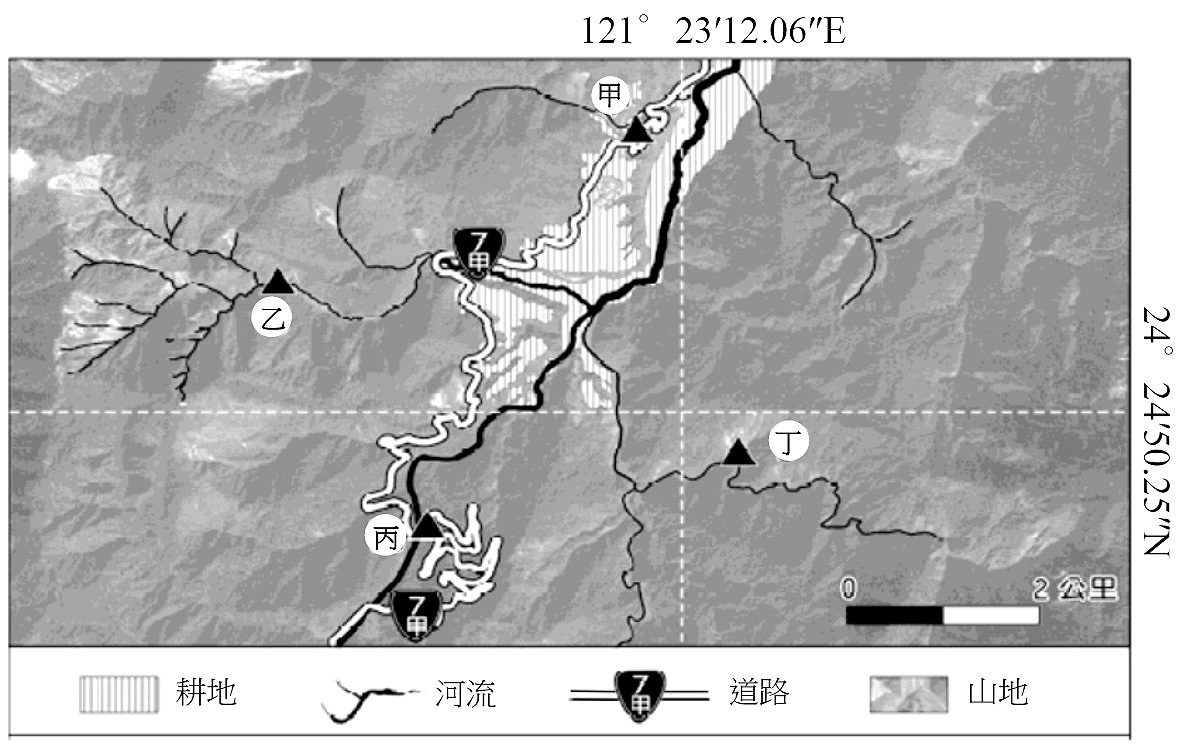 121°23′12.06″E
甲
7
甲
乙
24°24′50.25″N
丁
丙
0 2 公里
7
甲
耕地 河流 7 甲 道路 山地